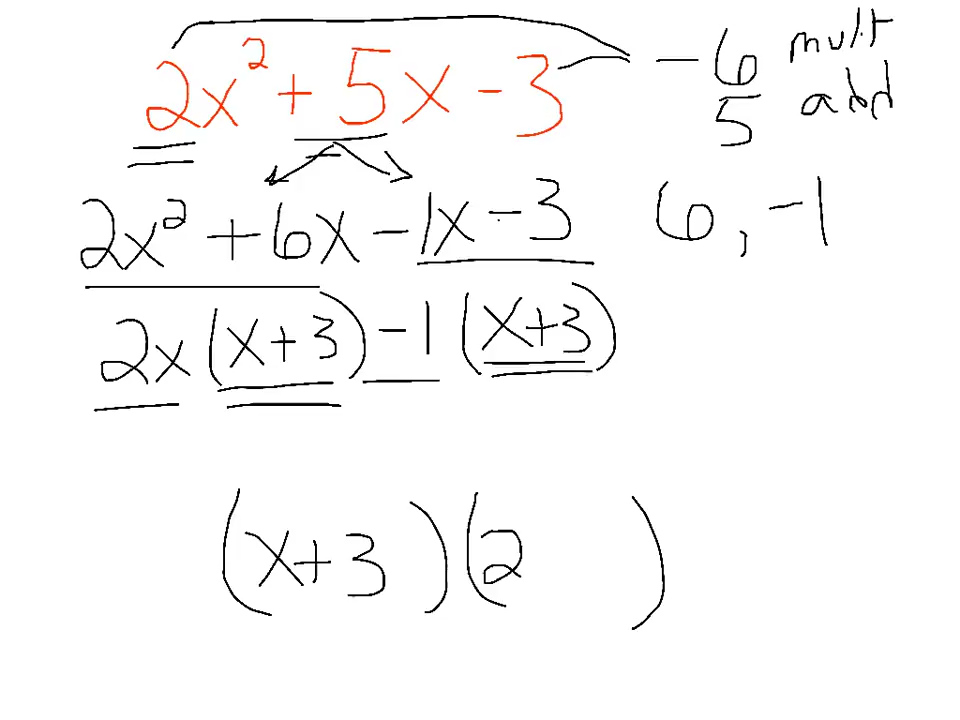 2x² + 5x - 3
-6 mult
5 add
2x² + 6x - 1x - 3
6, -1
2x (x+3) - 1 (x+3)
(x+3)(2 )